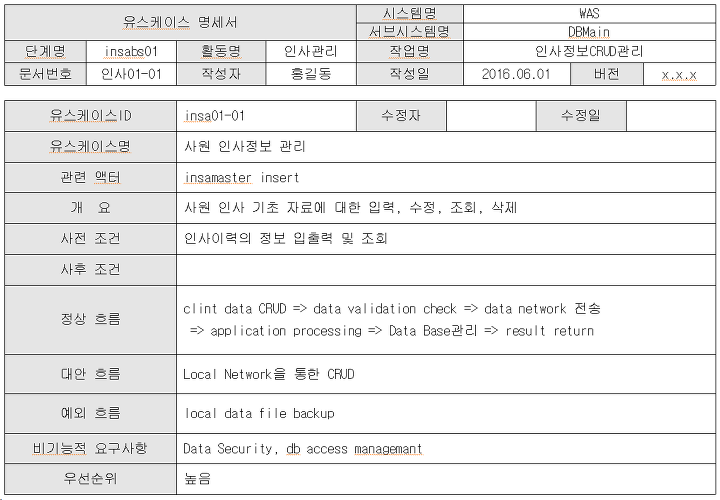 유스케이스 명세서 시스템명 WAS
서브시스템명 DBMain
단계명 insabs01 활동명 인사관리 작업명 인사정보CRUD관리
문서번호 인사01-01 작성자 홍길동 작성일 2016.06.01 버전 x.x.x
유스케이스ID insa01-01 수정자 수정일
유스케이스명 사원 인사정보 관리
관련 액터 insamaster insert
개 요 사원 인사 기초 자료에 대한 입력, 수정, 조회, 삭제
사전 조건 인사이력의 정보 입출력 및 조회
사후 조건
정상 흐름 clint data CRUD => data validation check => data network 전송
=> application processing => Data Base관리 => result return
대안 흐름 Local Network을 통한 CRUD
예외 흐름 local data file backup
비기능적 요구사항 Data Security, db access managemant
우선순위 높음